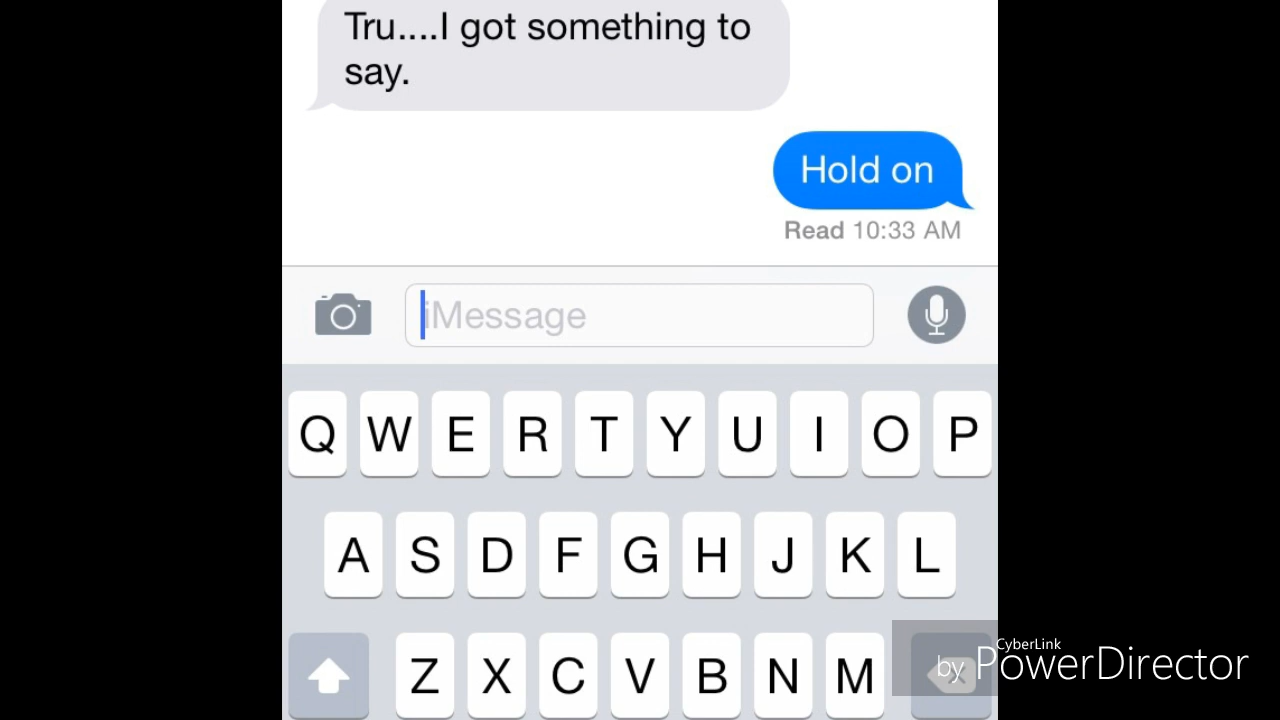 Tru....I got something to
say.
Hold on
Read 10:33 AM
iMessage
Q W E R T Y U I O P
A S D F G H J K L
Z X C V B N M
CyberLink
by PowerDirector